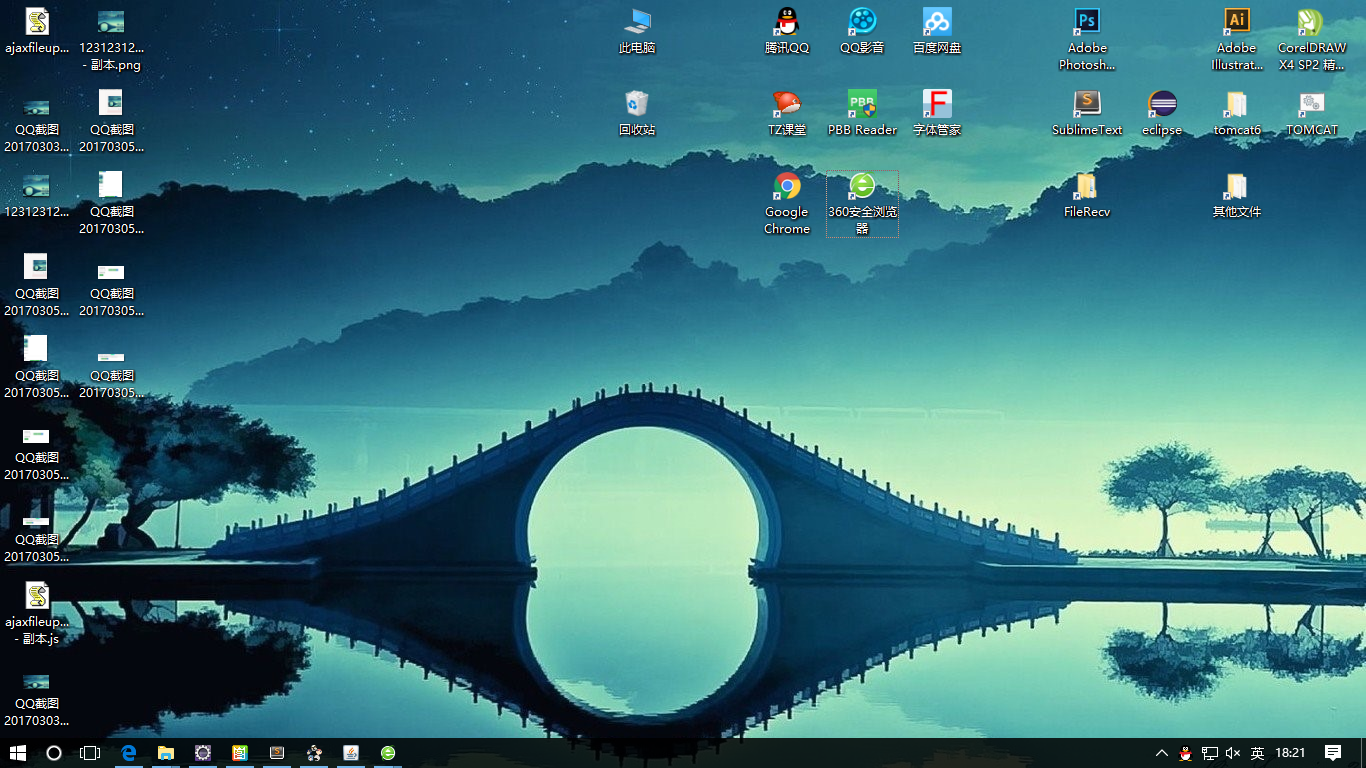 ajaxfileup...
12312312...
- 副本.png
此电脑
腾讯QQ
QQ影音
百度网盘
Adobe
Photosh...
Adobe
Illustrat...
CorelDRAW
X4 SP2 精...
QQ截图
20170303...
QQ截图
20170305...
回收站
TZ课堂
PBB
PBB Reader
字体管家
SublimeText
eclipse
tomcat6
TOMCAT
12312312...
QQ截图
20170305...
Google
Chrome
360安全浏览
器
FileRecv
其他文件
QQ截图
20170305...
QQ截图
20170305...
QQ截图
20170305...
QQ截图
20170305...
QQ截图
20170305...
QQ截图
20170305...
ajaxfileup...
- 副本.js
QQ截图
20170303...
英
18:21